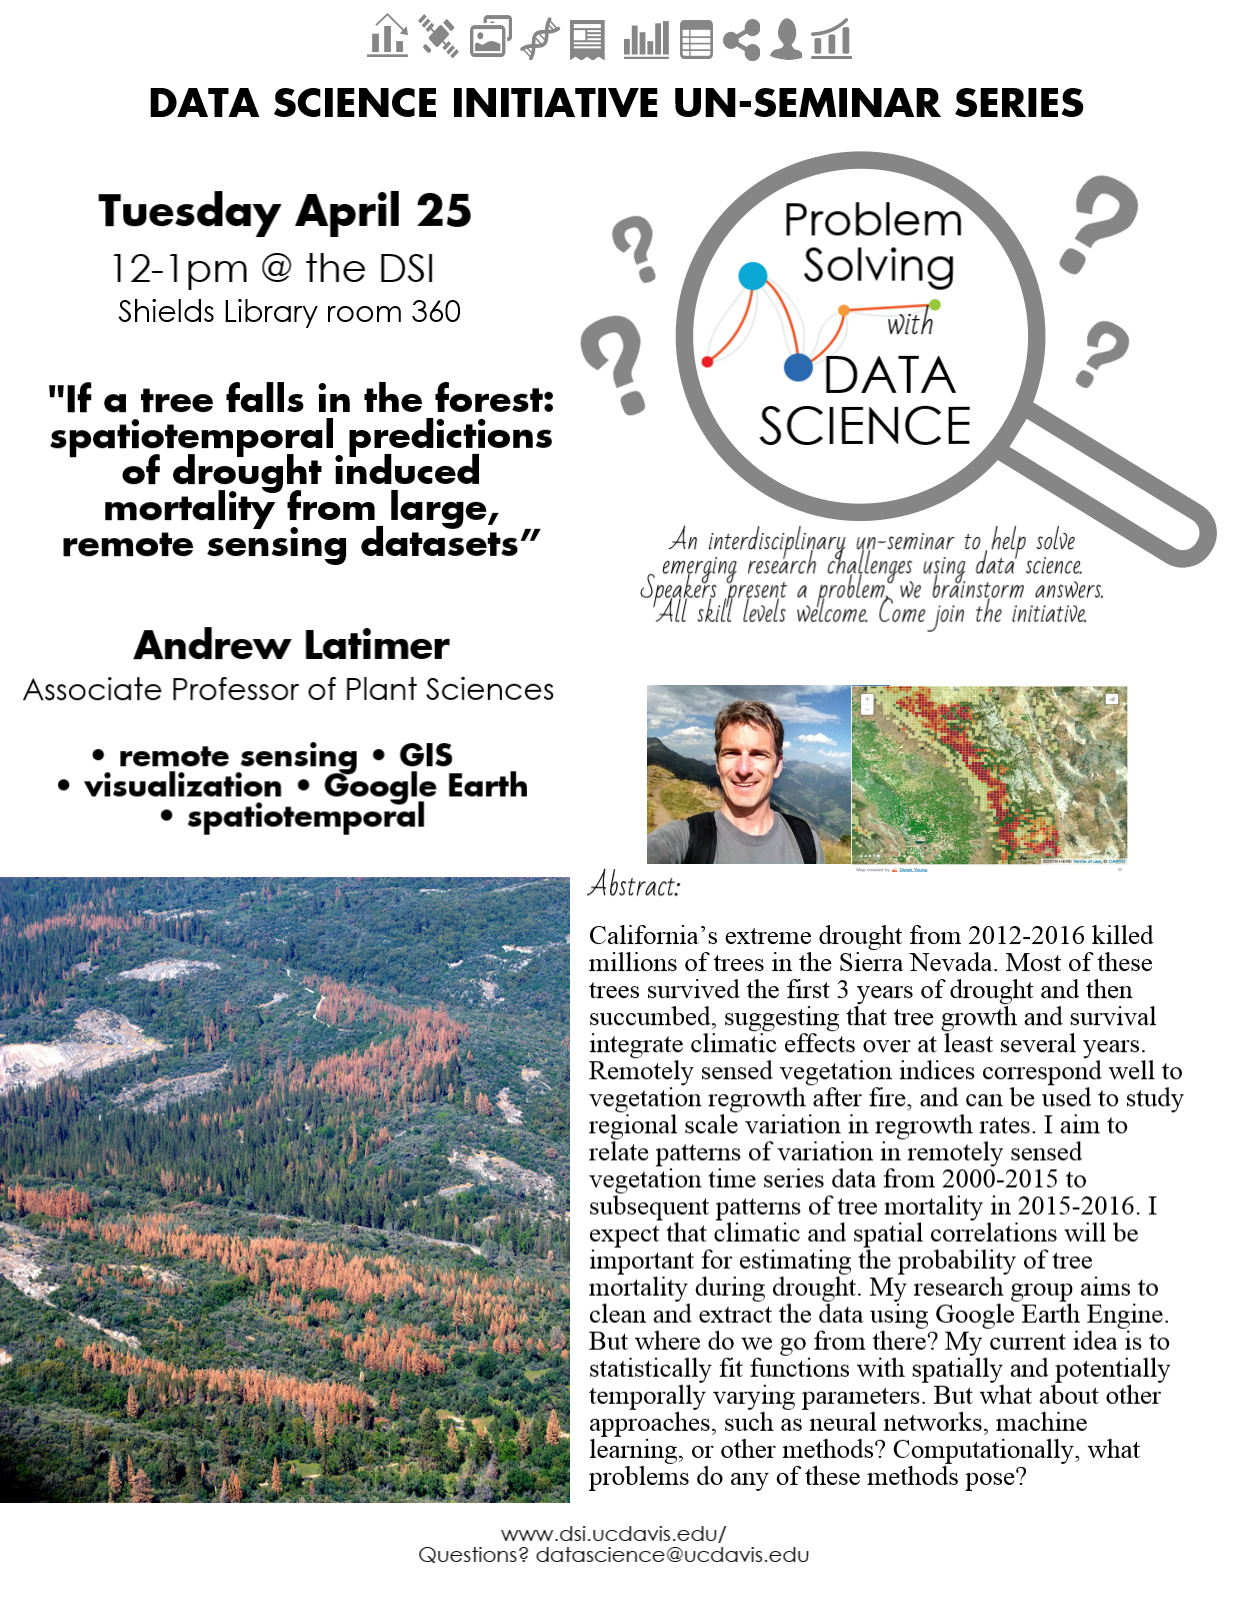 DATA SCIENCE INITIATIVE UN-SEMINAR SERIES
Tuesday April 25
12-1pm @ the DSI
Shields Library room 360
"If a tree falls in the forest:
spatiotemporal predictions
of drought induced
mortality from large,
remote sensing datasets”
Andrew Latimer
Associate Professor of Plant Sciences
• remote sensing • GIS
• visualization • Google Earth
• spatiotemporal
? ? ? ?
Problem
Solving
with
DATA
SCIENCE
An interdisciplinary un-seminar to help solve
emerging research challenges using data science.
Speakers present a problem, we brainstorm answers.
All skill levels welcome. Come join the initiative.
©2016 HERE Terms of use, © CARTO
Map created by Derek Young
Abstract:
California’s extreme drought from 2012-2016 killed
millions of trees in the Sierra Nevada. Most of these
trees survived the first 3 years of drought and then
succumbed, suggesting that tree growth and survival
integrate climatic effects over at least several years.
Remotely sensed vegetation indices correspond well to
vegetation regrowth after fire, and can be used to study
regional scale variation in regrowth rates. I aim to
relate patterns of variation in remotely sensed
vegetation time series data from 2000-2015 to
subsequent patterns of tree mortality in 2015-2016. I
expect that climatic and spatial correlations will be
important for estimating the probability of tree
mortality during drought. My research group aims to
clean and extract the data using Google Earth Engine.
But where do we go from there? My current idea is to
statistically fit functions with spatially and potentially
temporally varying parameters. But what about other
approaches, such as neural networks, machine
learning, or other methods? Computationally, what
problems do any of these methods pose?
www.dsi.ucdavis.edu/
Questions? datascience@ucdavis.edu